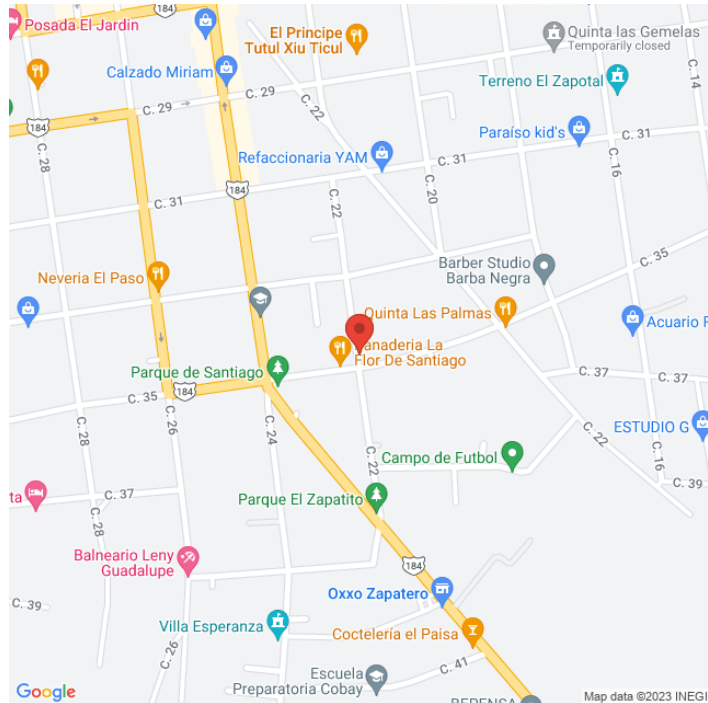 Posada El Jardin
184
El Principe
Tutul Xiu Ticul
Quinta las Gemelas
Temporarily closed
C. 14
Calzado Miriam
Terreno El Zapotal
C. 29
C. 29
C. 22
184
C. 28
Paraíso kid's
C. 31
Refaccionaria YAM
C. 31
C. 16
184
C. 31
C. 22
C. 20
C. 35
Barber Studio
Barba Negra
Neveria El Paso
Quinta Las Palmas
Acuario
anaderia La
Flor De Santiago
Parque de Santiago
184
C. 35
C. 37
C. 37
C. 26
C. 24
C. 28
C. 22
C. 22
ESTUDIO G
C. 16
Campo de Futbol
C. 39
C. 37
ta
C. 28
Parque El Zapatito
Balneario Leny
Guadalupe
184
Oxxo Zapatero
C. 39
Villa Esperanza
Coctelería el Paisa
C. 26
C. 41
Escuela
Preparatoria Cobay
BEPENSA
Google
Map data ©2023 INEGI